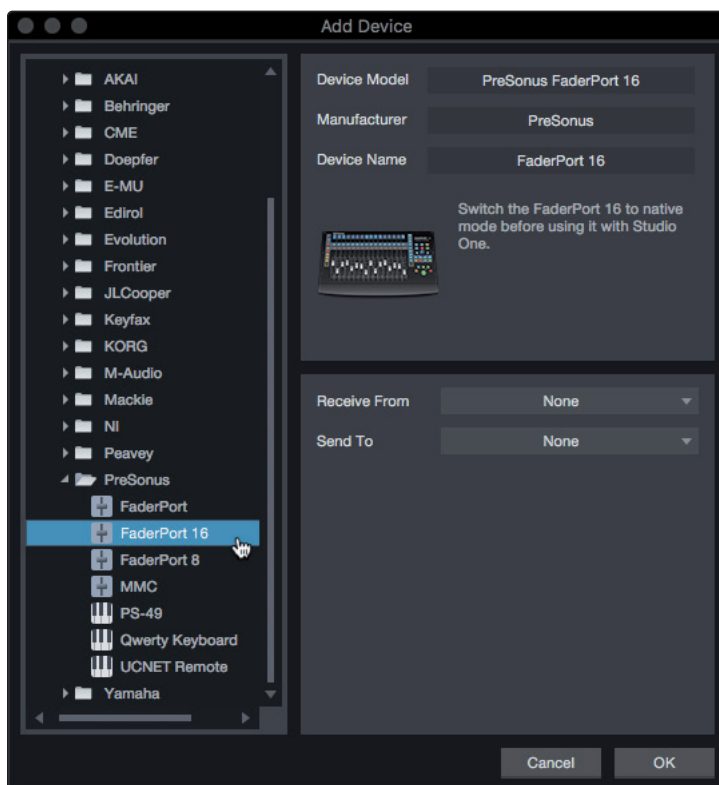 Add Device
AKAI
Behringer
CME
Doepfer
E-MU
Edirol
Evolution
Frontier
JLCooper
Keyfax
KORG
M-Audio
Mackie
NI
Peavey
PreSonus
FaderPort
FaderPort 16
FaderPort 8
MMC
PS-49
Qwerty Keyboard
UCNET Remote
Yamaha
Device Model PreSonus FaderPort 16
Manufacturer PreSonus
Device Name FaderPort 16
Switch the FaderPort 16 to native
mode before using it with Studio
One.
Receive From None
Send To None
Cancel OK